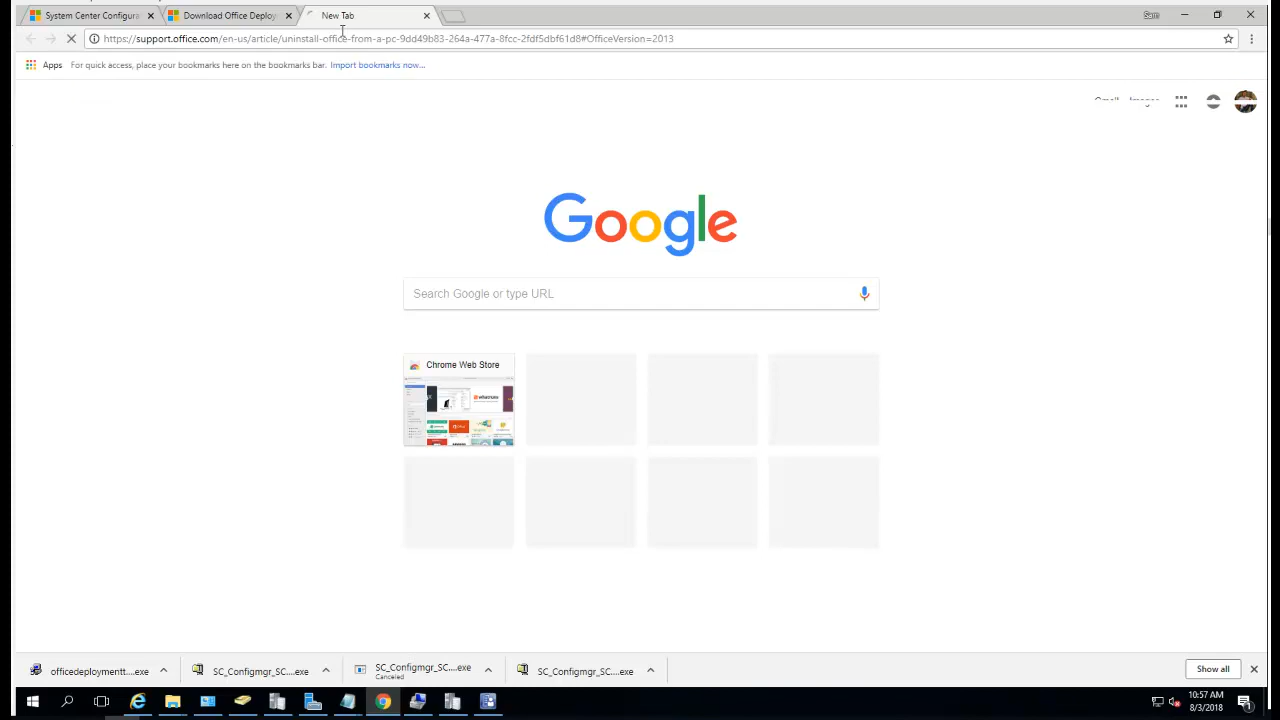 System Center Configura
Download Office Deploy
New Tab
Sam
https://support.office.com/en-us/article/uninstall-office-from-a-pc-9dd49b83-264a-477a-8fcc-2fdf5dbf61d8#OfficeVersion=2013
Apps For quick access, place your bookmarks here on the bookmarks bar. Import bookmarks now...
Gmail Images
Google
Search Google or type URL
Chrome Web Store
officedeploymentt....exe
SC_Configmgr_SC....exe
SC_Configmgr_SC....exe
Canceled
SC_Configmgr_SC....exe
Show all
10:57 AM
8/3/2018